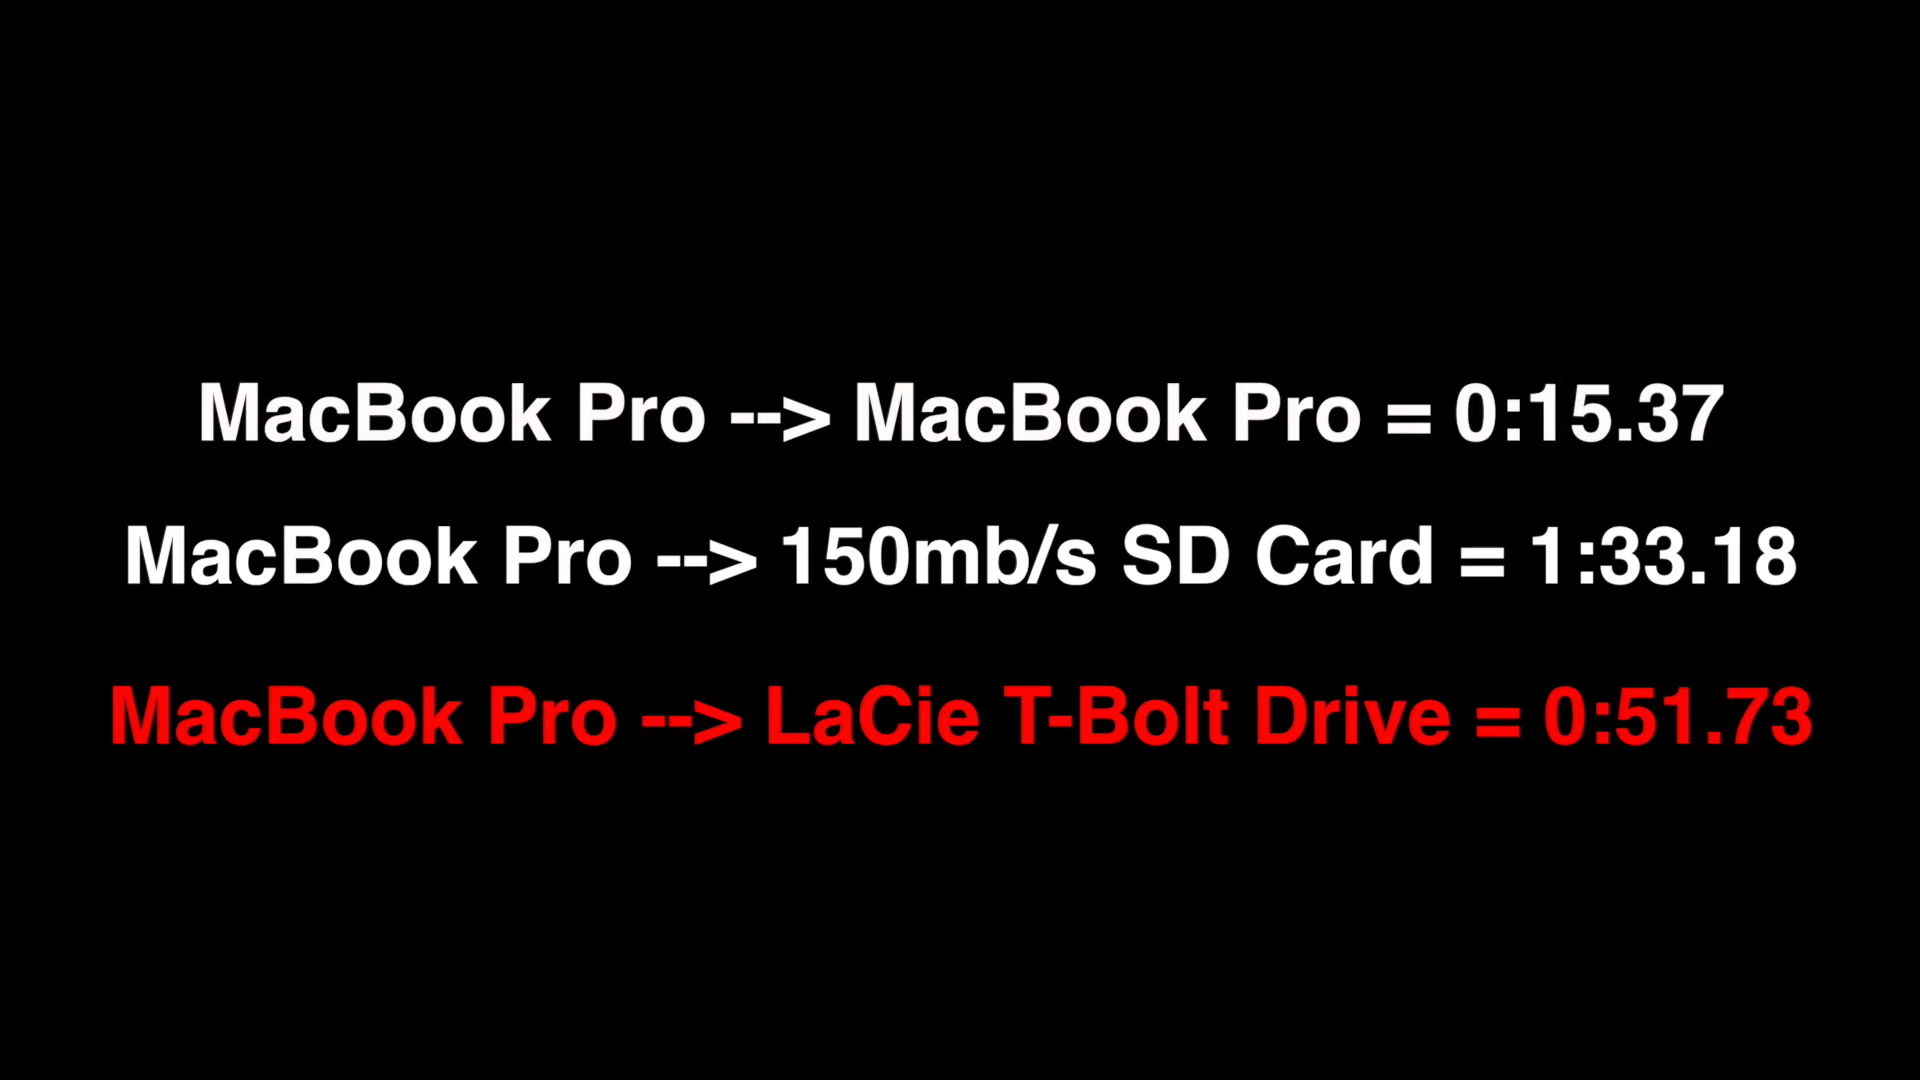 MacBook Pro --> MacBook Pro = 0:15.37
MacBook Pro --> 150mb/s SD Card = 1:33.18
MacBook Pro --> LaCie T-Bolt Drive = 0:51.73